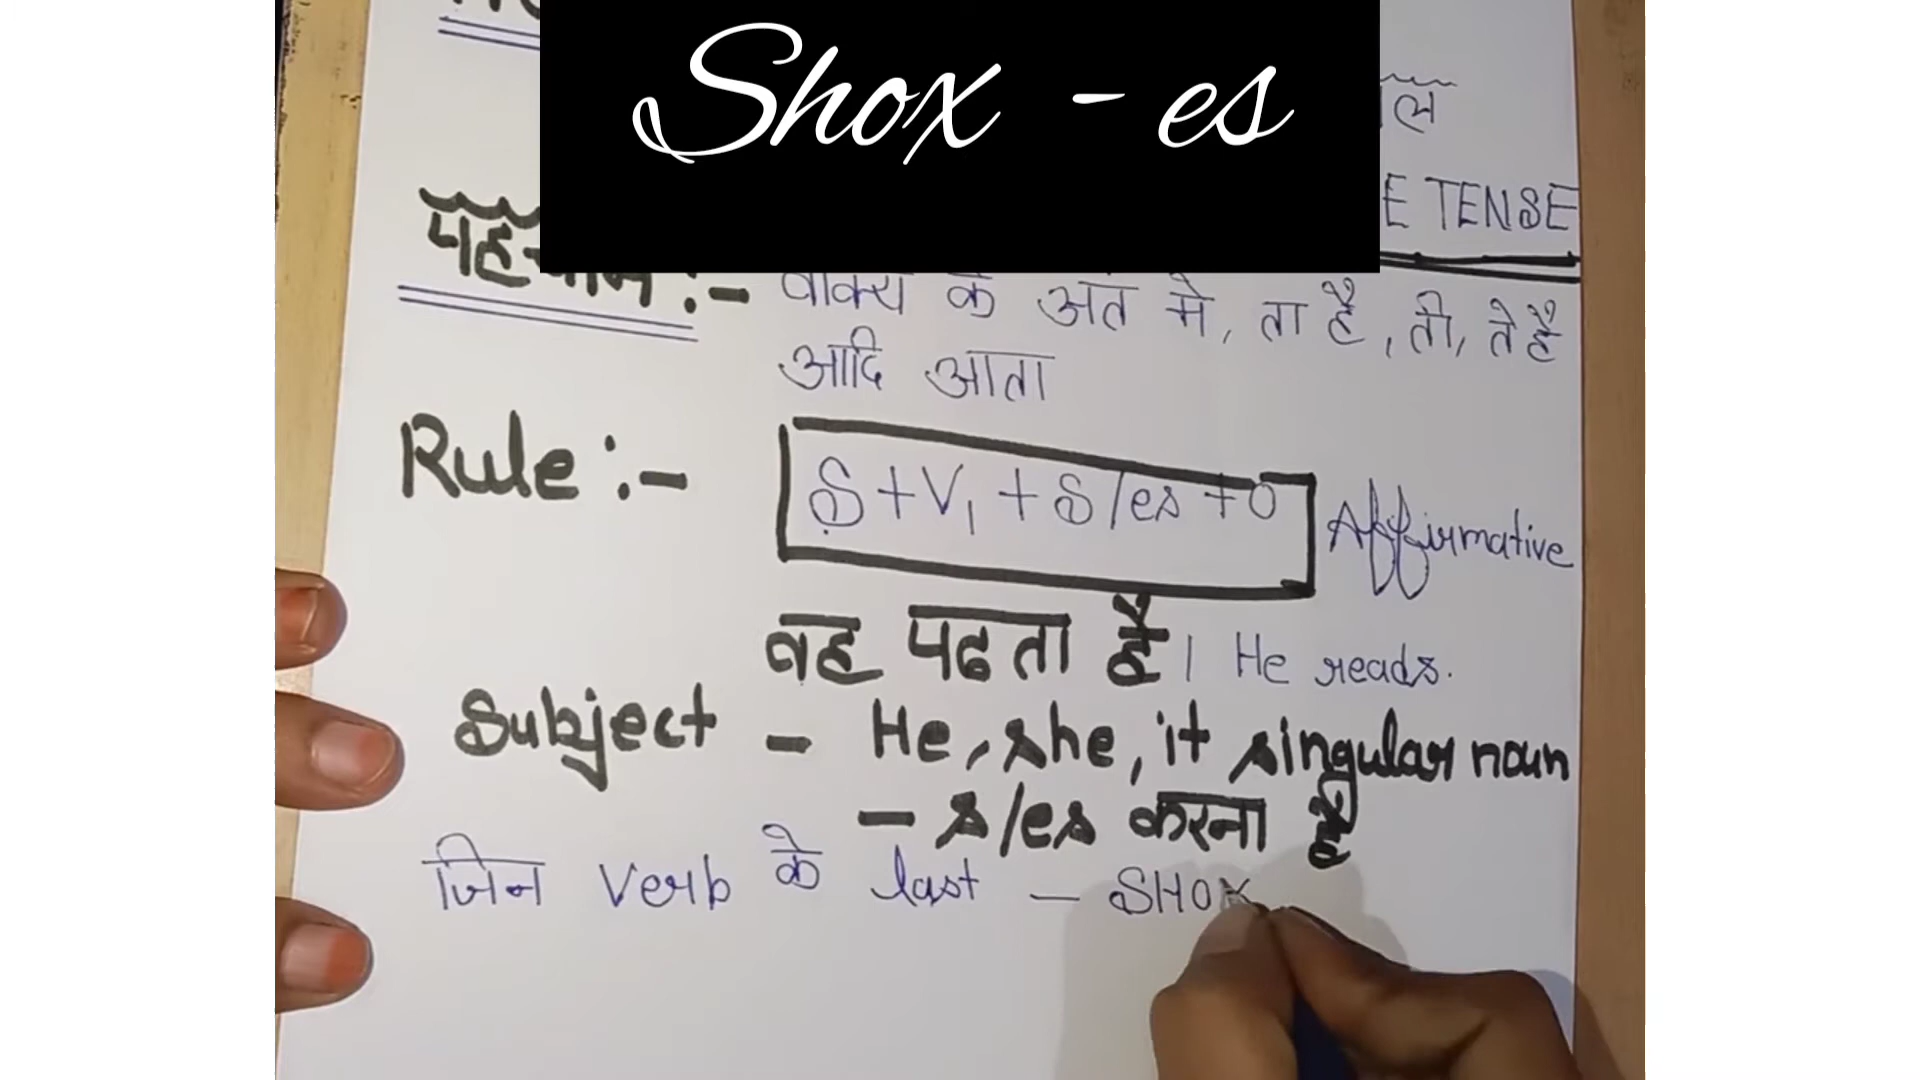 Shox - es
E TENSE
पहचान :- वाक्य के अंत मे, ता है, ती, ते है
आदि आता
Rule :- S + V₁ + S/es + O Affirmative
वह पढता है। He reads.
Subject - He, she, it singular noun
- s/es करना है
जिन Verb के last - SHOX